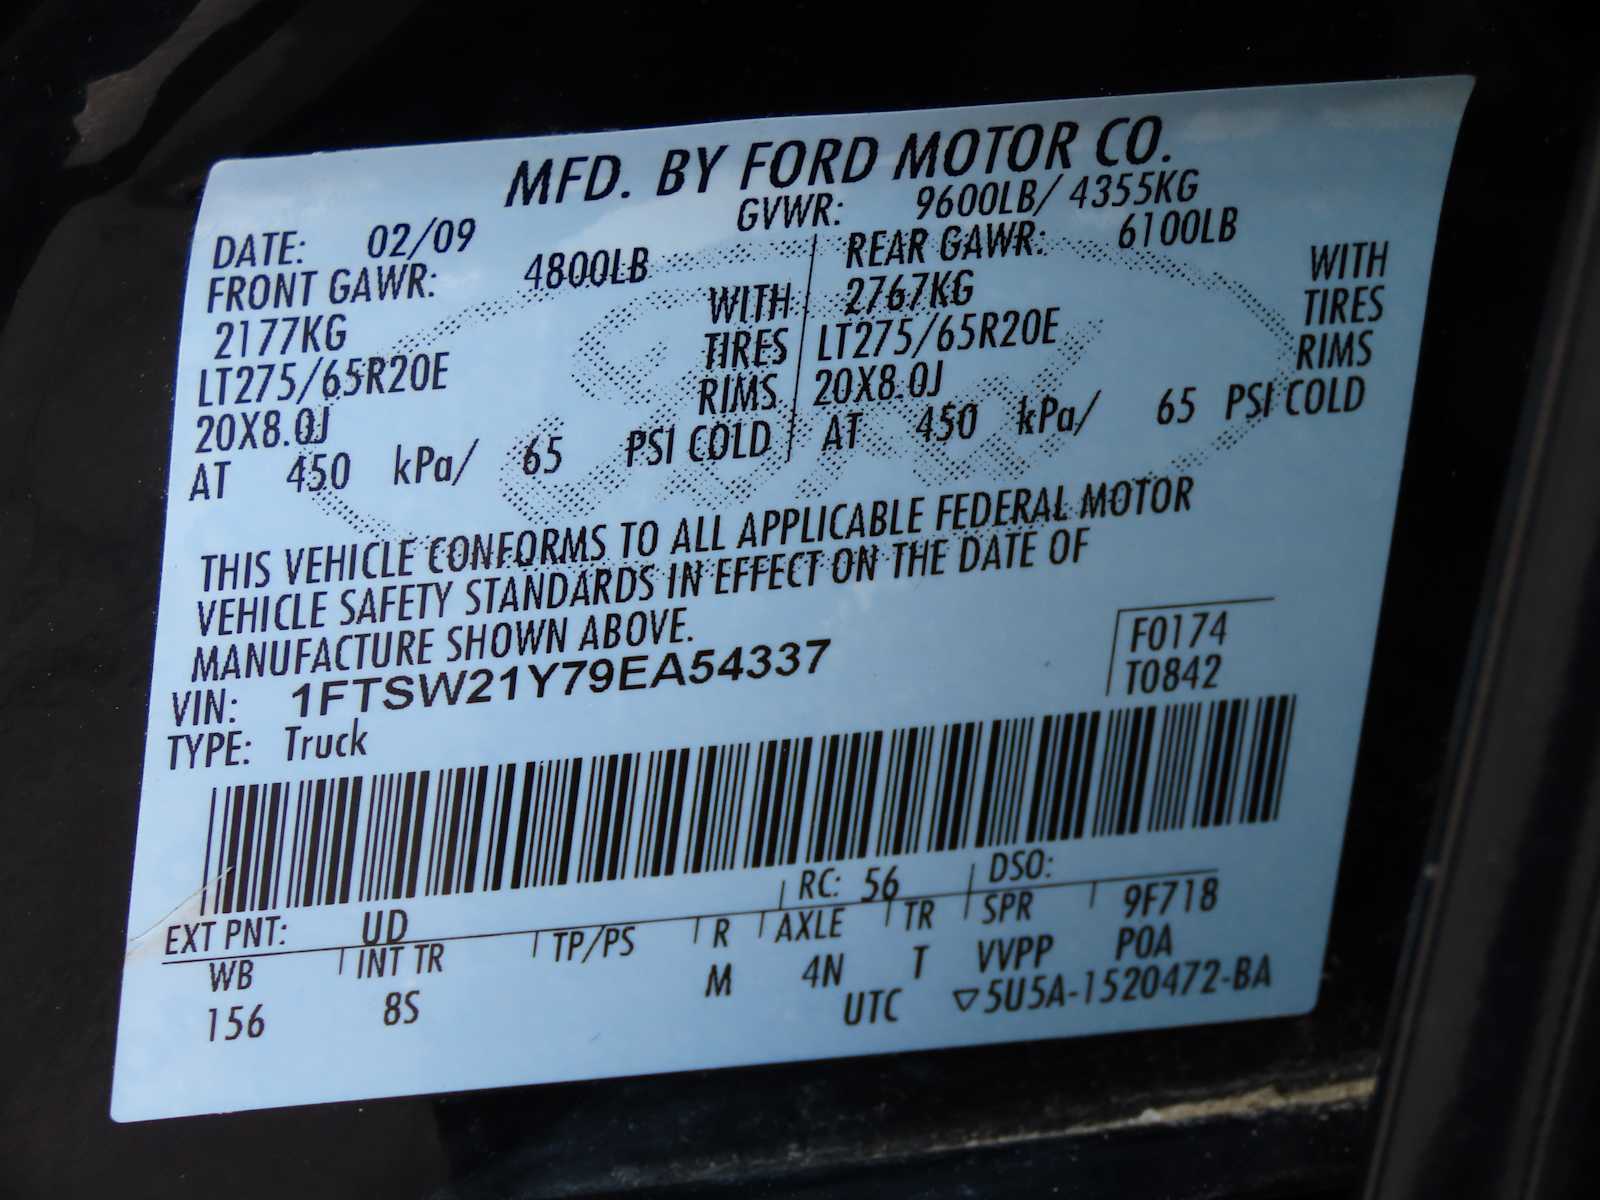 MFD. BY FORD MOTOR CO.
DATE: 02/09 GVWR: 9600LB/ 4355KG
FRONT GAWR: 4800LB REAR GAWR: 6100LB
2177KG WITH 2767KG WITH
LT275/65R20E TIRES LT275/65R20E TIRES
20X8.0J RIMS 20X8.0J RIMS
AT 450 kPa/ 65 PSI COLD AT 450 kPa/ 65 PSI COLD
THIS VEHICLE CONFORMS TO ALL APPLICABLE FEDERAL MOTOR
VEHICLE SAFETY STANDARDS IN EFFECT ON THE DATE OF
MANUFACTURE SHOWN ABOVE.
VIN: 1FTSW21Y79EA54337 F0174
TYPE: Truck T0842
EXT PNT: UD RC: 56 DSO:
WB INT TR TP/PS R AXLE TR SPR 9F718
156 8S M 4N T VVPP POA
UTC ▽5U5A-1520472-BA